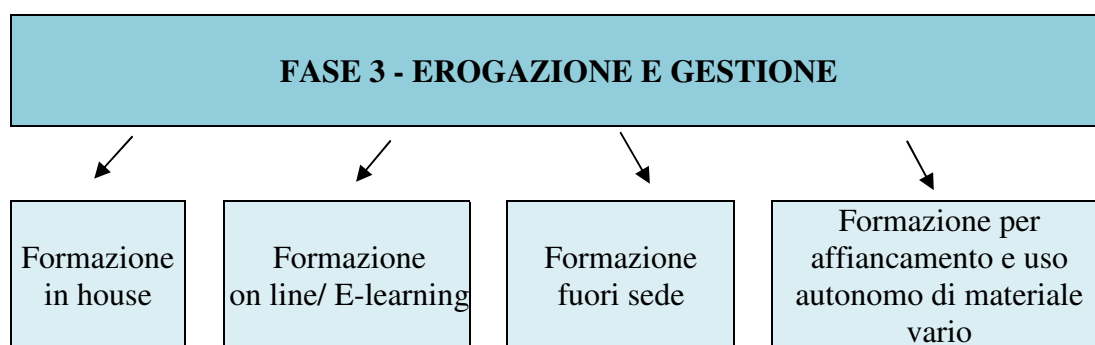 FASE 3 - EROGAZIONE E GESTIONE
Formazione
in house
Formazione
on line/ E-learning
Formazione
fuori sede
Formazione per
affiancamento e uso
autonomo di materiale
vario